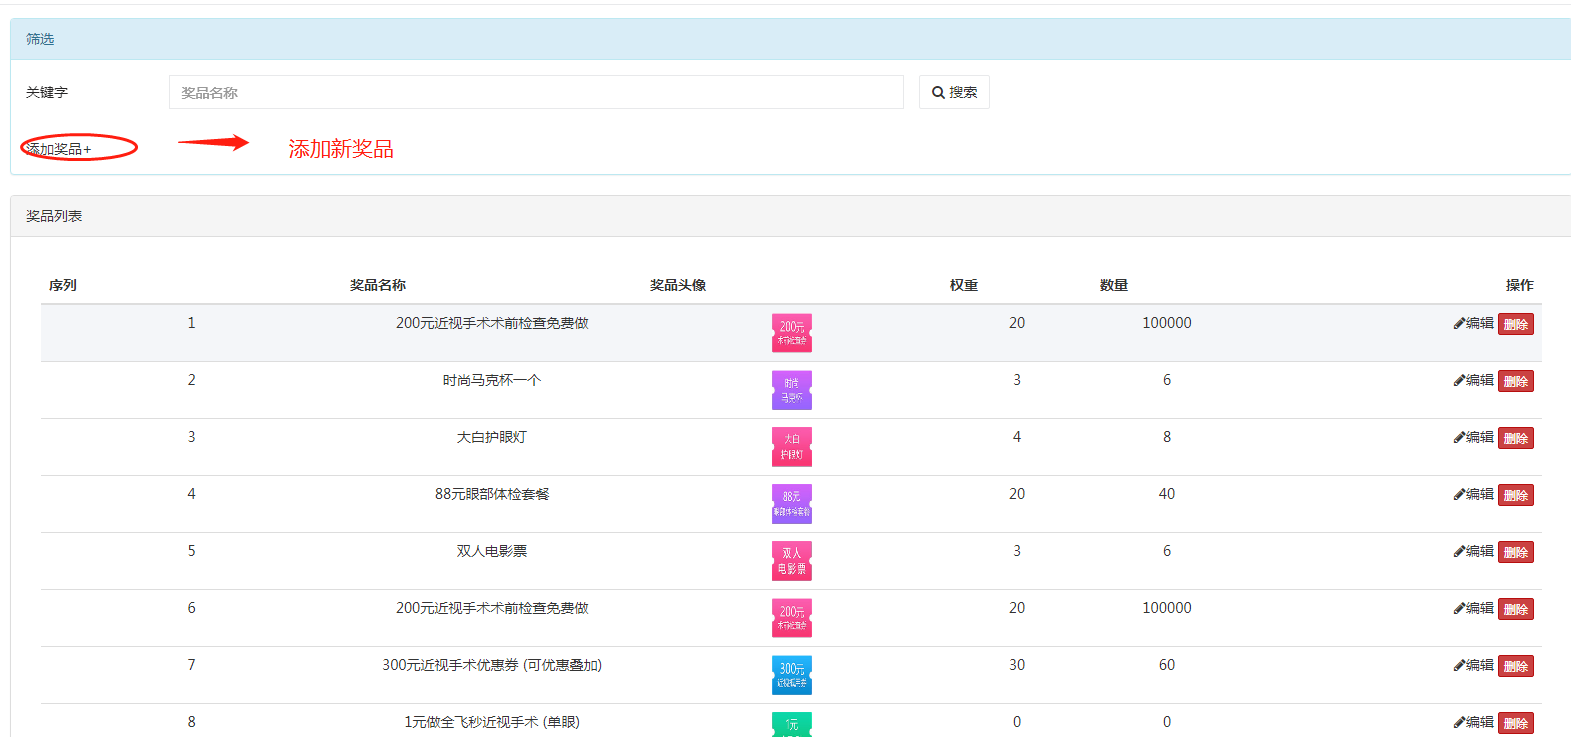 筛选
关键字 奖品名称 搜索
添加奖品+ 添加新奖品
奖品列表
序列 奖品名称 奖品头像 权重 数量 操作
1 200元近视手术术前检查免费做 200元 20 100000 编辑 删除
2 时尚马克杯一个 时尚 马克杯 3 6 编辑 删除
3 大白护眼灯 大白 护眼灯 4 8 编辑 删除
4 88元眼部体检套餐 88元 眼部体检套餐 20 40 编辑 删除
5 双人电影票 双人 电影票 3 6 编辑 删除
6 200元近视手术术前检查免费做 200元 20 100000 编辑 删除
7 300元近视手术优惠券 (可优惠叠加) 300元 30 60 编辑 删除
8 1元做全飞秒近视手术 (单眼) 1元 0 0 编辑 删除